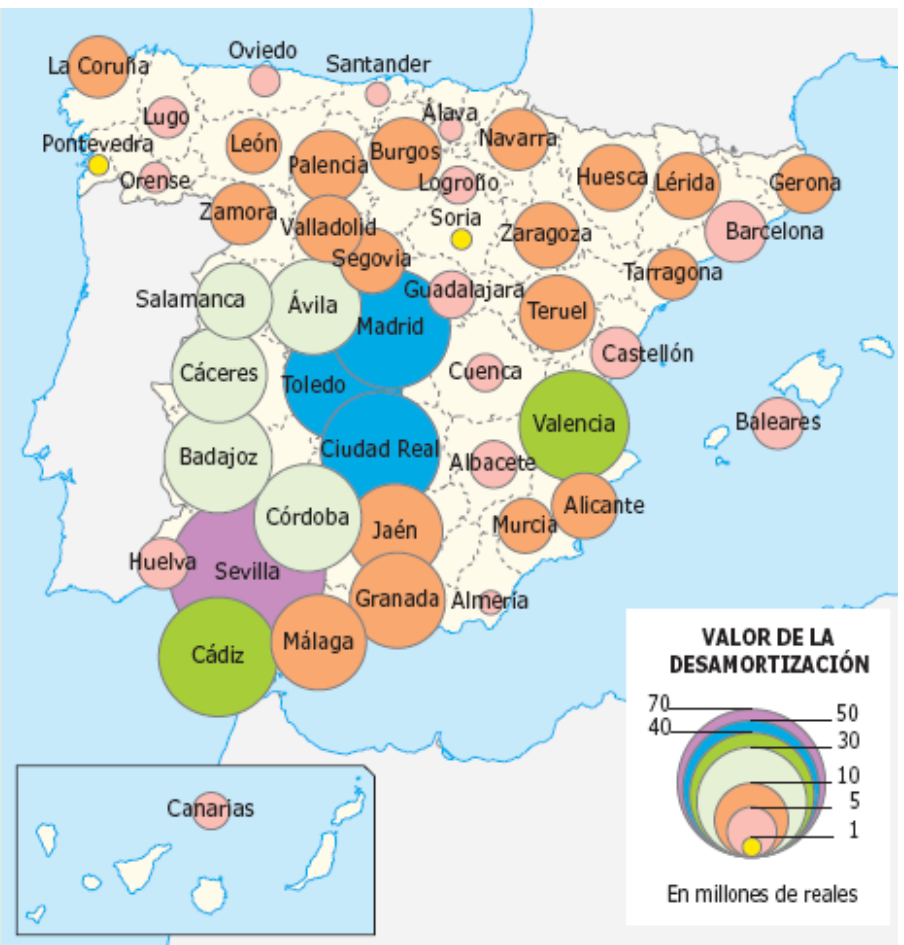 Oviedo
Santander
La Coruña
Lugo
Álava
Navarra
Pontevedra
León
Burgos
Palencia
Orense
Logroño
Huesca
Lérida
Gerona
Zamora
Valladolid
Soria
Zaragoza
Barcelona
Segovia
Tarragona
Salamanca
Ávila
Guadalajara
Teruel
Madrid
Castellón
Cáceres
Toledo
Cuenca
Valencia
Baleares
Badajoz
Ciudad Real
Albacete
Córdoba
Jaén
Murcia
Alicante
Huelva
Sevilla
Granada
Almería
Cádiz
Málaga
Canarias
VALOR DE LA
DESAMORTIZACIÓN
70
50
40
30
10
5
1
En millones de reales